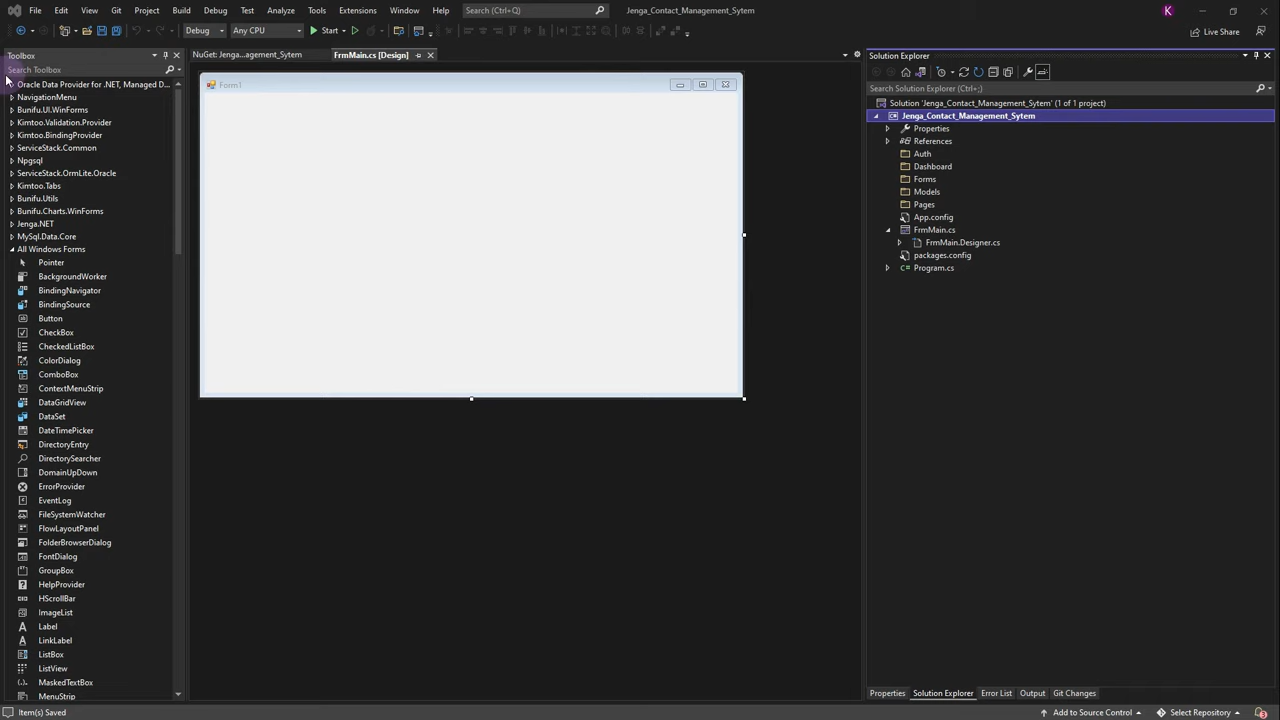 File Edit View Git Project Build Debug Test Analyze Tools Extensions Window Help Search (Ctrl+Q) Jenga_Contact_Management_Sytem K
Debug Any CPU Start Live Share
Toolbox
Search Toolbox
Oracle Data Provider for .NET, Managed D...
NavigationMenu
Bunifu.UI.WinForms
Kimtoo.Validation.Provider
Kimtoo.BindingProvider
ServiceStack.Common
Npgsql
ServiceStack.OrmLite.Oracle
Kimtoo.Tabs
Bunifu.Utils
Bunifu.Charts.WinForms
Jenga.NET
MySql.Data.Core
All Windows Forms
Pointer
BackgroundWorker
BindingNavigator
BindingSource
Button
CheckBox
CheckedListBox
ColorDialog
ComboBox
ContextMenuStrip
DataGridView
DataSet
DateTimePicker
DirectoryEntry
DirectorySearcher
DomainUpDown
ErrorProvider
EventLog
FileSystemWatcher
FlowLayoutPanel
FolderBrowserDialog
FontDialog
GroupBox
HelpProvider
HScrollBar
ImageList
Label
LinkLabel
ListBox
ListView
MaskedTextBox
MenuStrip
NuGet: Jenga...agement_Sytem FrmMain.cs [Design]
Form1
Solution Explorer
Search Solution Explorer (Ctrl+;)
Solution 'Jenga_Contact_Management_Sytem' (1 of 1 project)
Jenga_Contact_Management_Sytem
Properties
References
Auth
Dashboard
Forms
Models
Pages
App.config
FrmMain.cs
FrmMain.Designer.cs
packages.config
C# Program.cs
Properties Solution Explorer Error List Output Git Changes
Item(s) Saved Add to Source Control Select Repository